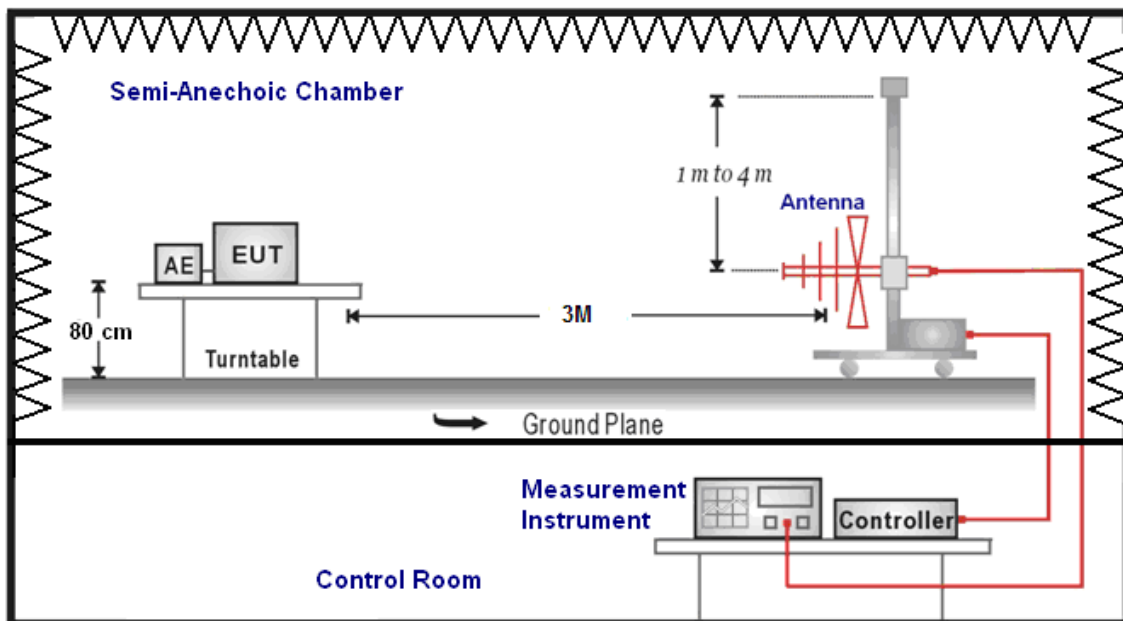 Semi-Anechoic Chamber
1 m to 4 m
Antenna
AE
EUT
80 cm
3M
Turntable
Ground Plane
Measurement
Instrument
Controller
Control Room